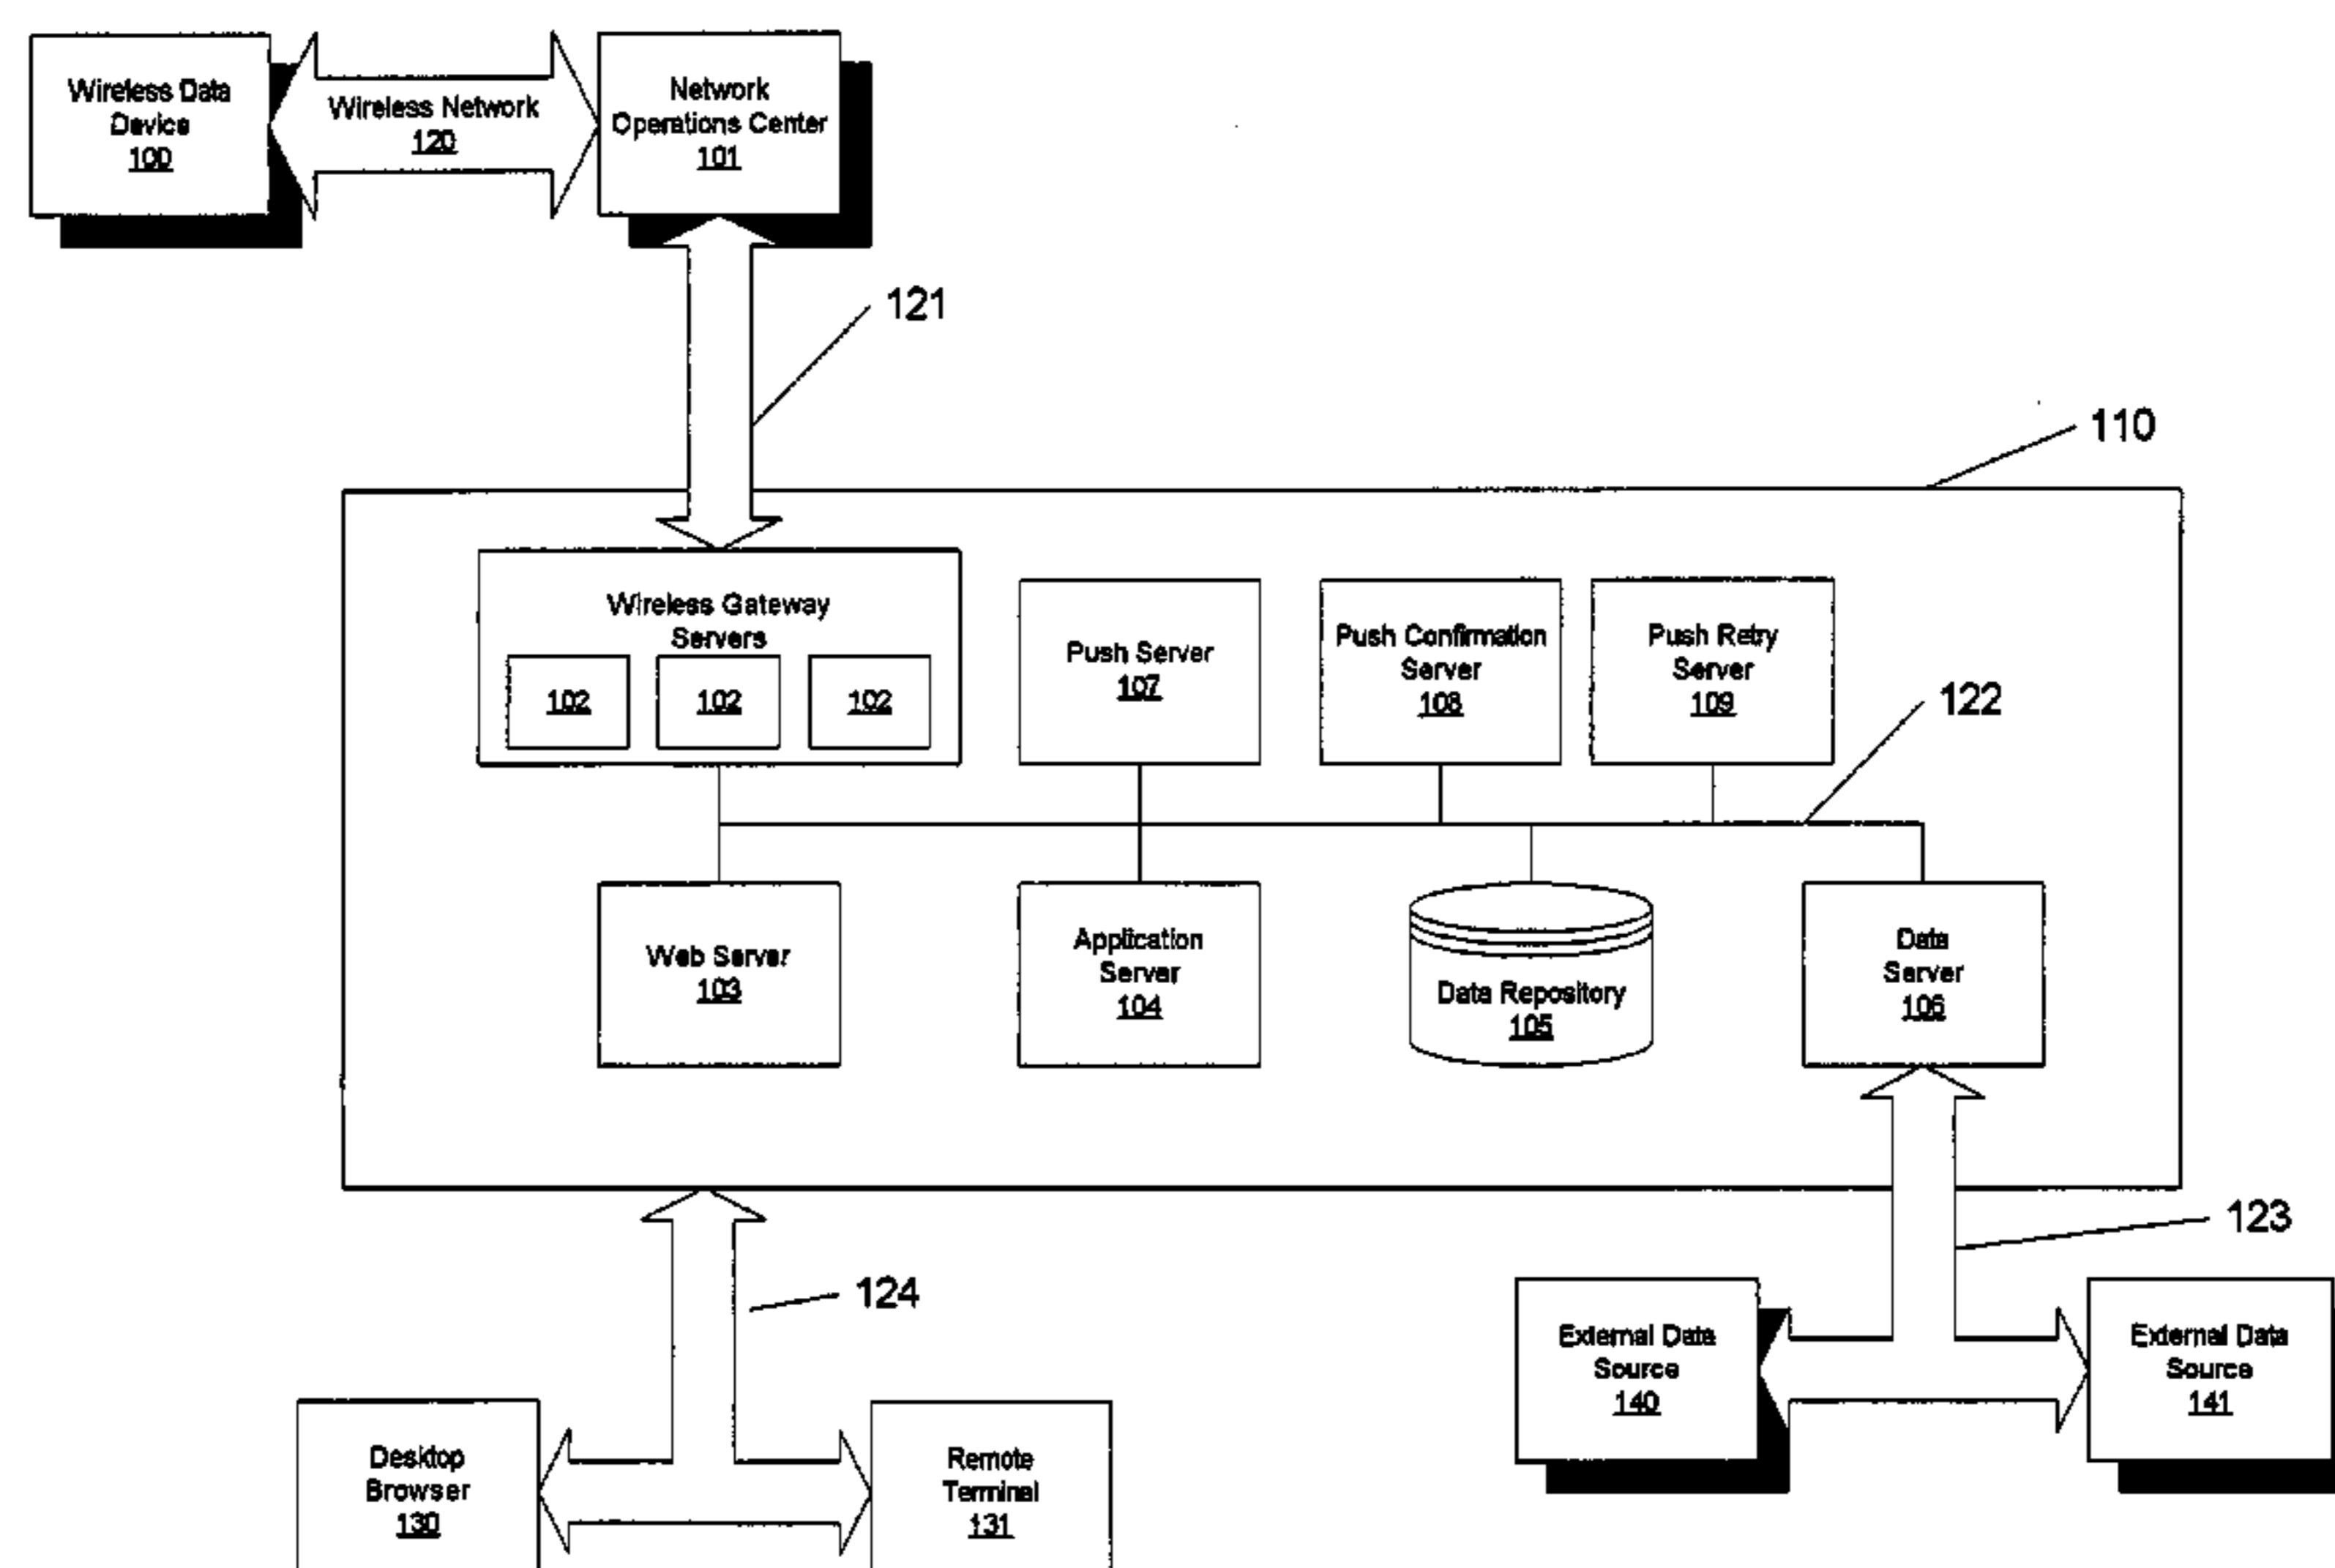 Wireless Data
Device
100
Wireless Network
120
Network
Operations Center
101
121
110
Wireless Gateway
Servers
102
102
102
Push Server
107
Push Confirmation
Server
108
Push Retry
Server
109
122
Web Server
103
Application
Server
104
Data Repository
105
Data
Server
106
123
124
External Data
Source
140
External Data
Source
141
Desktop
Browser
130
Remote
Terminal
131